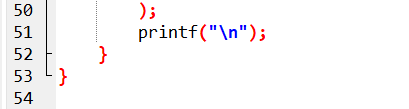 50 );
51 printf("\n");
52 }
53 }
54